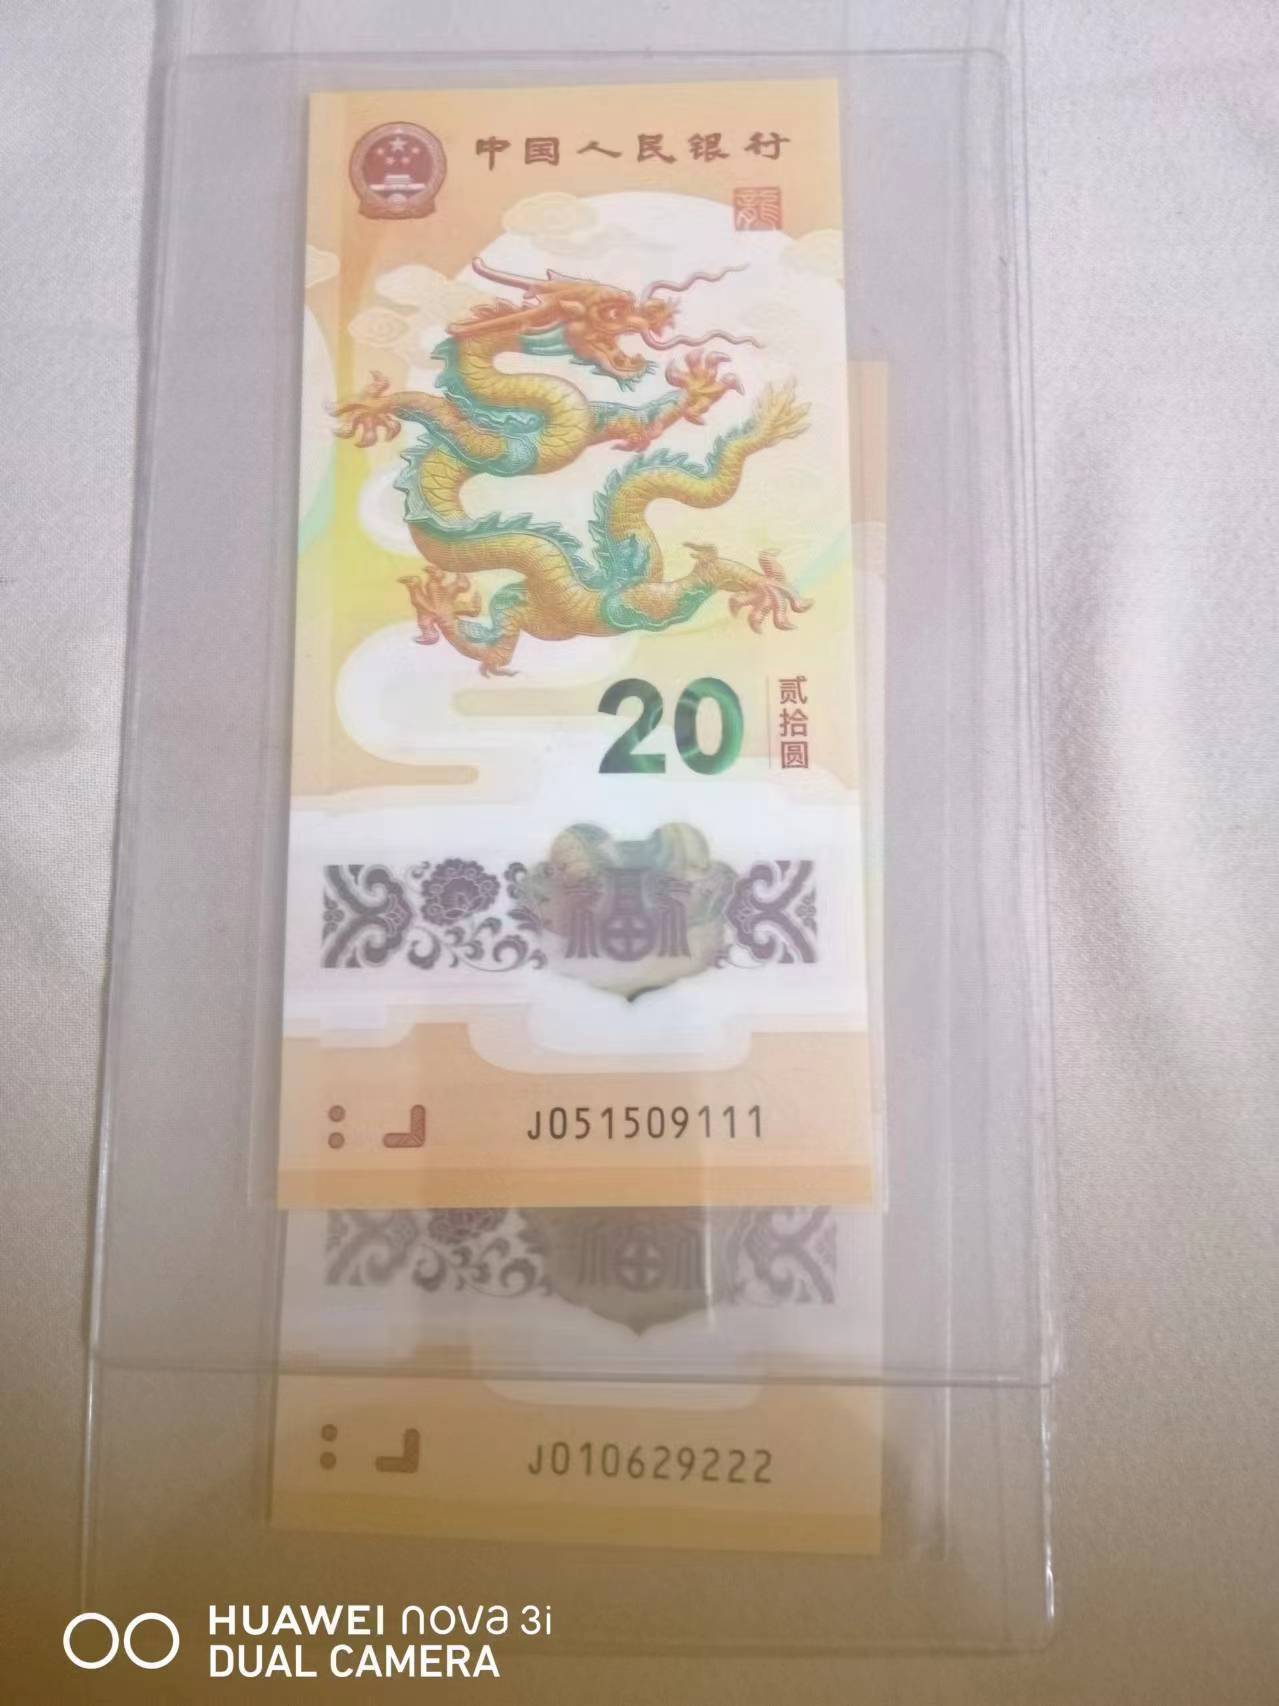 中国人民银行
龍
20
贰拾圆
福
J051509111
福
J010629222
HUAWEI nova 3i
DUAL CAMERA